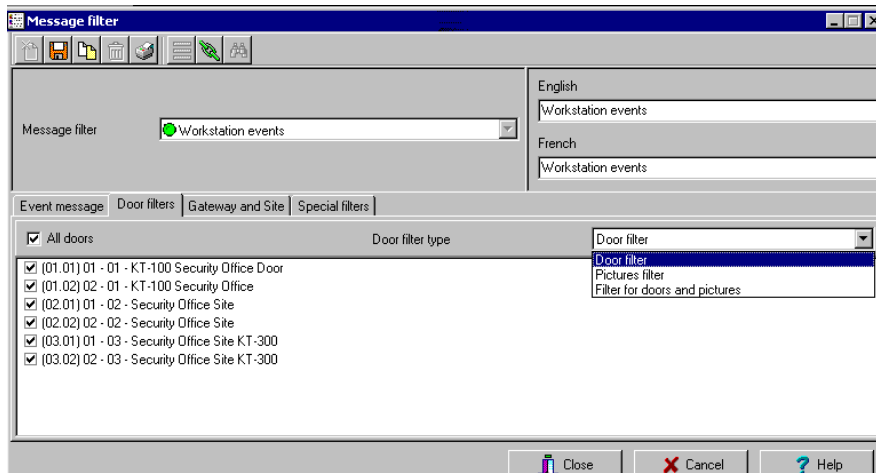 Message filter
English
Workstation events
Message filter
Workstation events
French
Workstation events
Event message
Door filters
Gateway and Site
Special filters
All doors
Door filter type
Door filter
Door filter
Pictures filter
Filter for doors and pictures
(01.01) 01 - 01 - KT-100 Security Office Door
(01.02) 02 - 01 - KT-100 Security Office
(02.01) 01 - 02 - Security Office Site
(02.02) 02 - 02 - Security Office Site
(03.01) 01 - 03 - Security Office Site KT-300
(03.02) 02 - 03 - Security Office Site KT-300
Close
Cancel
? Help